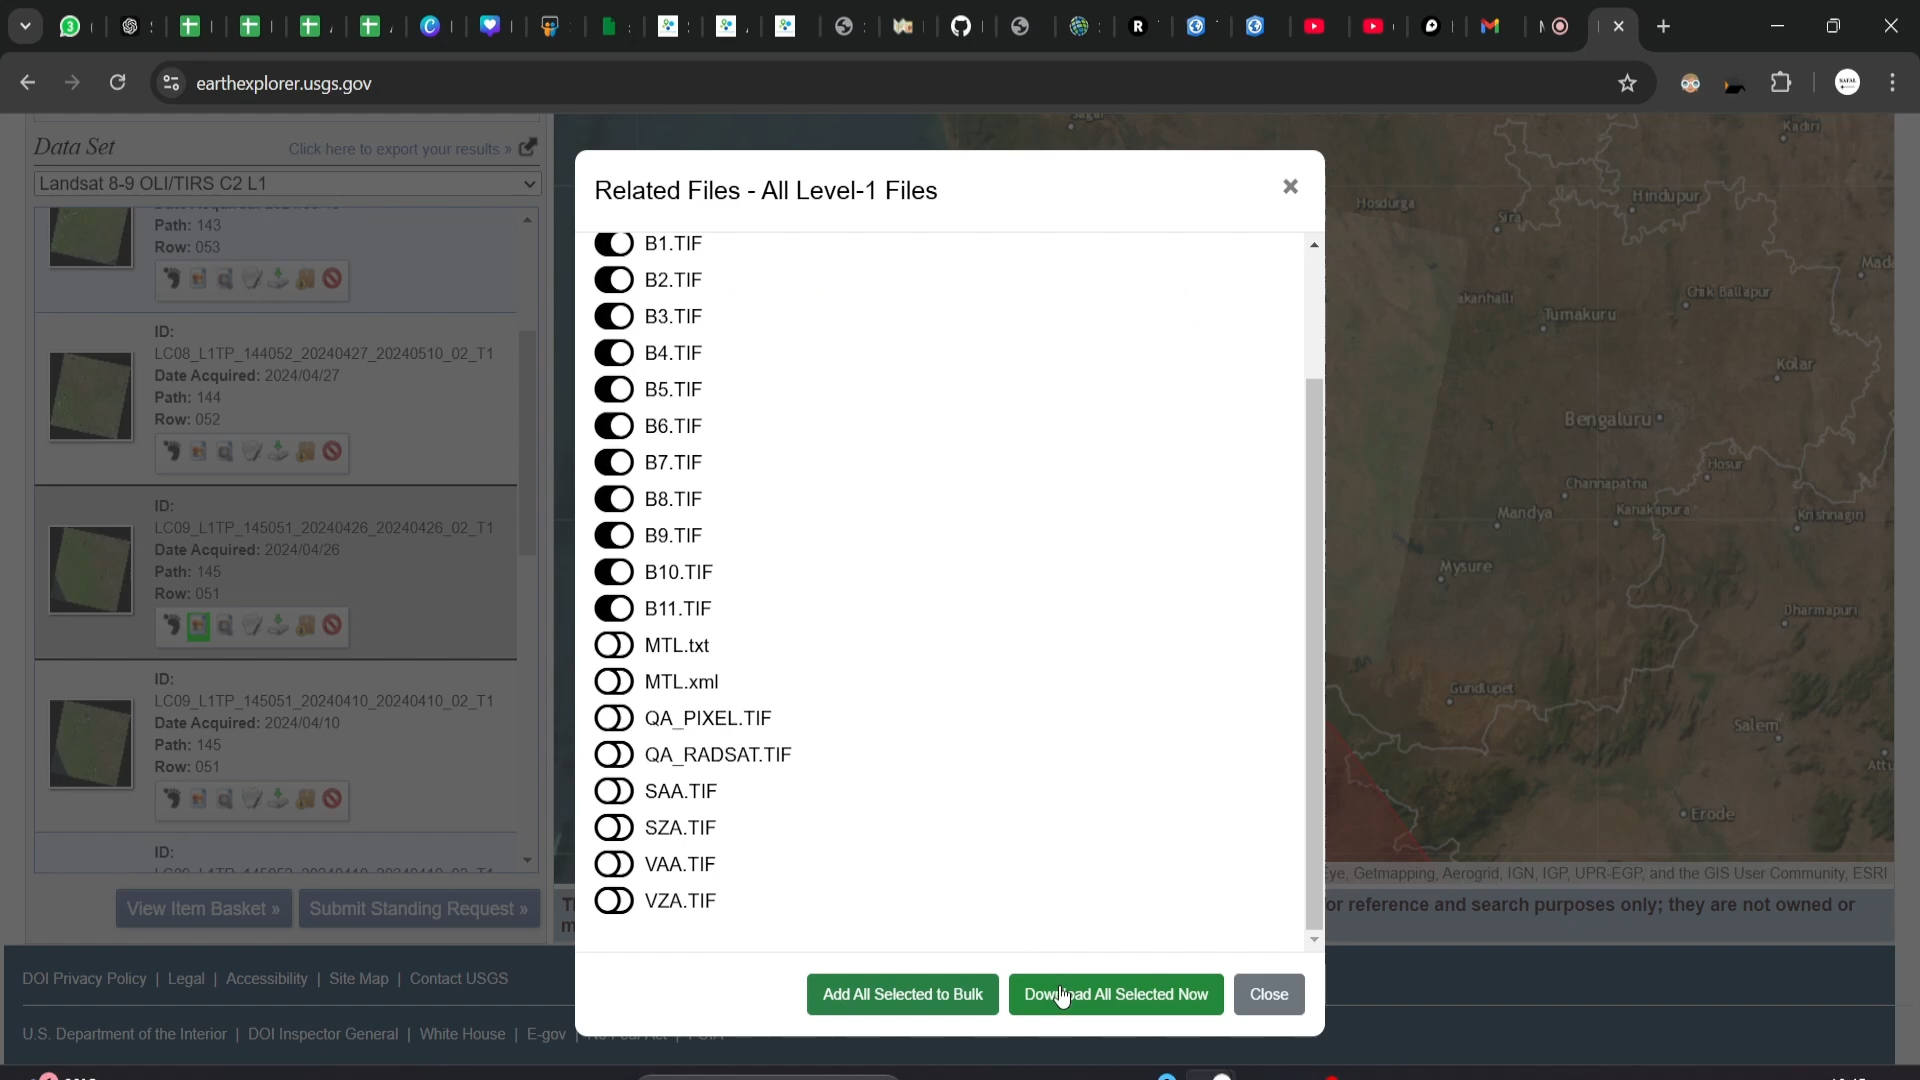 earthexplorer.usgs.gov
SAFAL
Data Set
Click here to export your results »
Landsat 8-9 OLI/TIRS C2 L1
Path: 143
Row: 053
ID:
LC08_L1TP_144052_20240427_20240510_02_T1
Date Acquired: 2024/04/27
Path: 144
Row: 052
ID:
LC09_L1TP_145051_20240426_20240426_02_T1
Date Acquired: 2024/04/26
Path: 145
Row: 051
ID:
LC09_L1TP_145051_20240410_20240410_02_T1
Date Acquired: 2024/04/10
Path: 145
Row: 051
ID:
View Item Basket »
Submit Standing Request »
Related Files - All Level-1 Files
B1.TIF
B2.TIF
B3.TIF
B4.TIF
B5.TIF
B6.TIF
B7.TIF
B8.TIF
B9.TIF
B10.TIF
B11.TIF
MTL.txt
MTL.xml
QA_PIXEL.TIF
QA_RADSAT.TIF
SAA.TIF
SZA.TIF
VAA.TIF
VZA.TIF
Add All Selected to Bulk
Download All Selected Now
Close
Kadiri
Hindupur
Hosdurga
Sira
akanhalli
Chik Ballapur
Tumakuru
Kolar
Bengaluru
Hosur
Channapatna
Mandya
Kanakapura
Krishnagiri
Mysure
Dharmapuri
Gundlupet
Salem
Erode
Eye, Getmapping, Aerogrid, IGN, IGP, UPR-EGP, and the GIS User Community, ESRI
for reference and search purposes only; they are not owned or
DOI Privacy Policy | Legal | Accessibility | Site Map | Contact USGS
U.S. Department of the Interior | DOI Inspector General | White House | E-gov